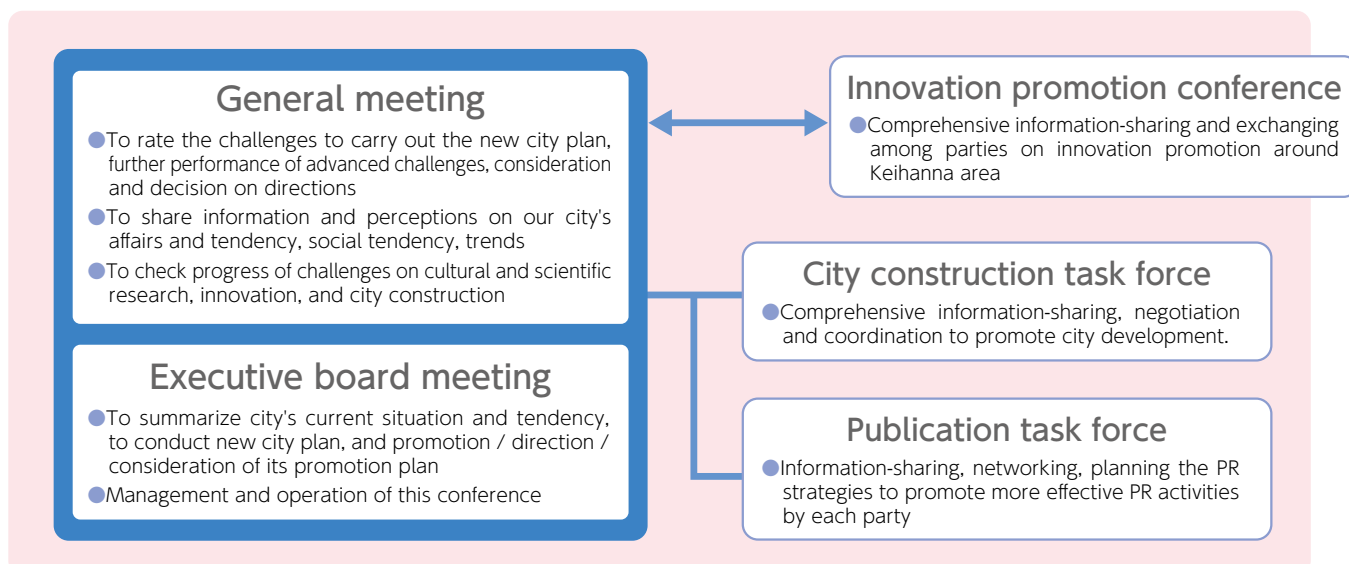 General meeting
●To rate the challenges to carry out the new city plan,
further performance of advanced challenges, consideration
and decision on directions
●To share information and perceptions on our city's
affairs and tendency, social tendency, trends
●To check progress of challenges on cultural and scientific
research, innovation, and city construction
Executive board meeting
●To summarize city's current situation and tendency,
to conduct new city plan, and promotion / direction /
consideration of its promotion plan
●Management and operation of this conference
Innovation promotion conference
●Comprehensive information-sharing and exchanging
among parties on innovation promotion around
Keihanna area
City construction task force
●Comprehensive information-sharing, negotiation
and coordination to promote city development.
Publication task force
●Information-sharing, networking, planning the PR
strategies to promote more effective PR activities
by each party